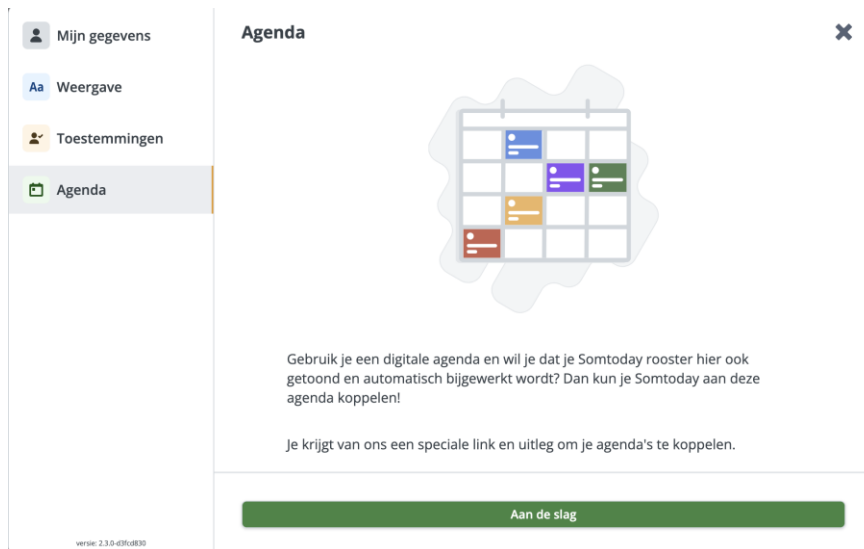 Mijn gegevens
Aa Weergave
Toestemmingen
Agenda
versie: 2.3.0-d3fcd830
Agenda
Gebruik je een digitale agenda en wil je dat je Somtoday rooster hier ook
getoond en automatisch bijgewerkt wordt? Dan kun je Somtoday aan deze
agenda koppelen!
Je krijgt van ons een speciale link en uitleg om je agenda's te koppelen.
Aan de slag